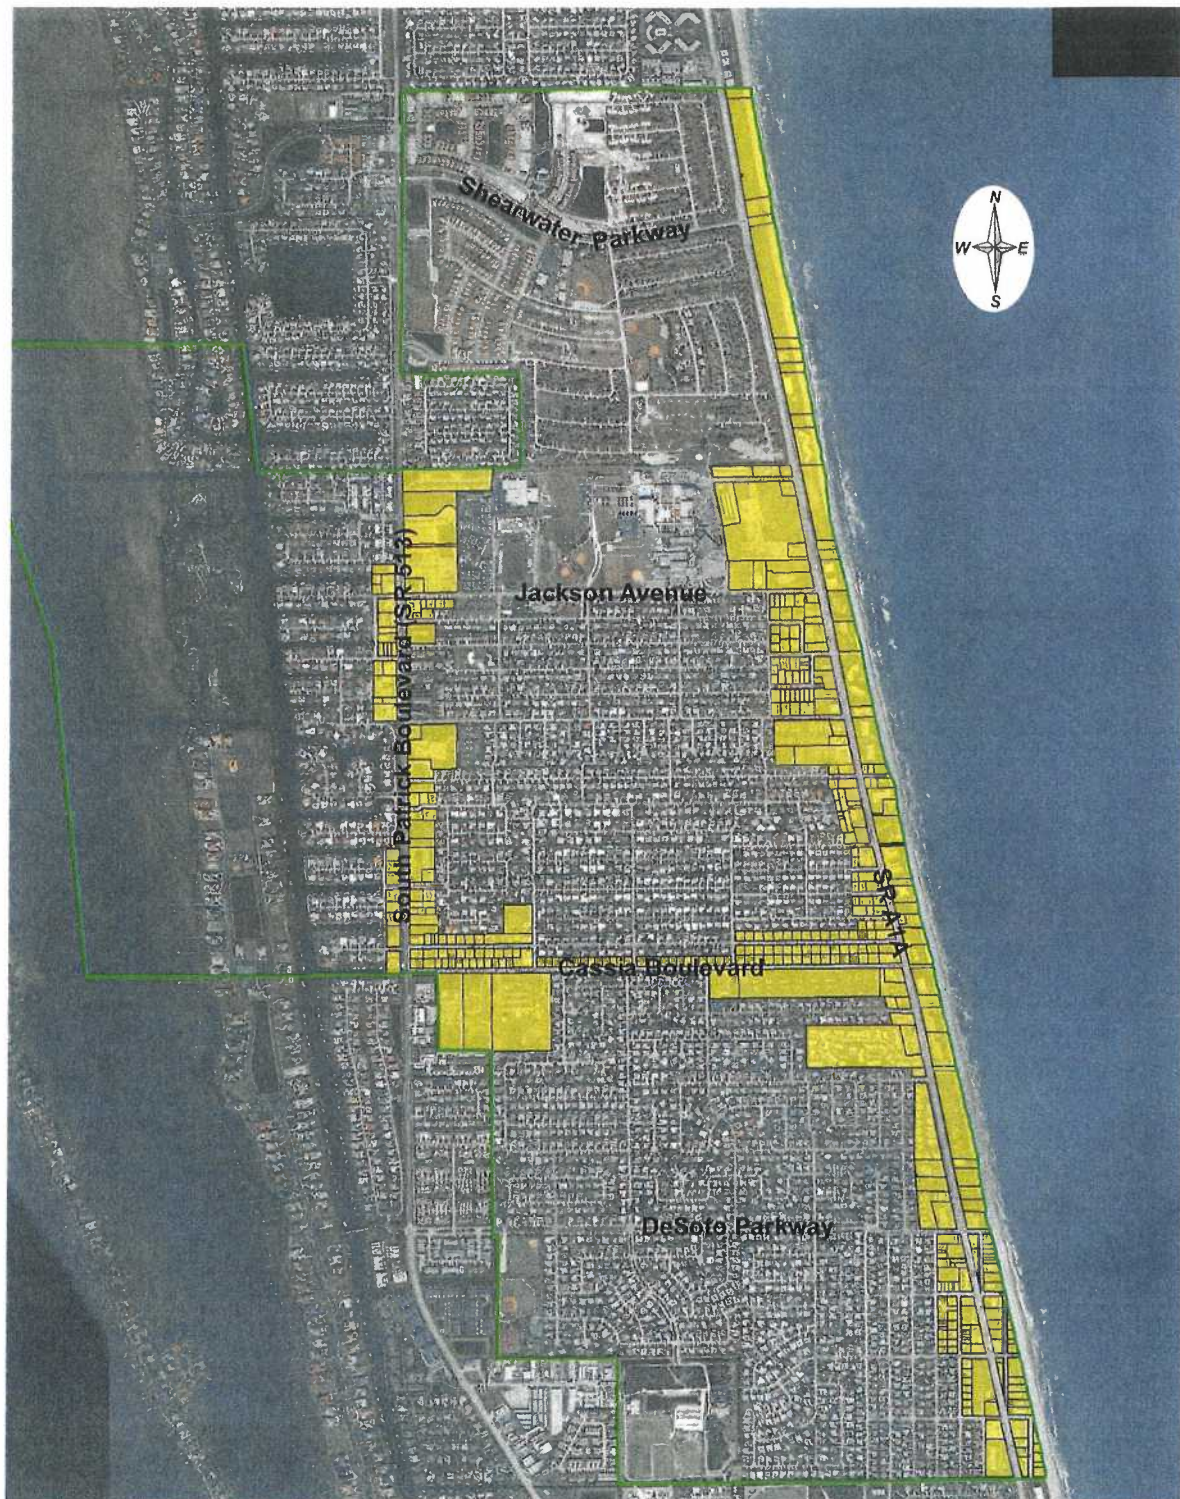 Shearwater Parkway
N
W E
S
South Patrick Boulevard (SR 513)
Jackson Avenue
SR A1A
Cassia Boulevard
DeSoto Parkway